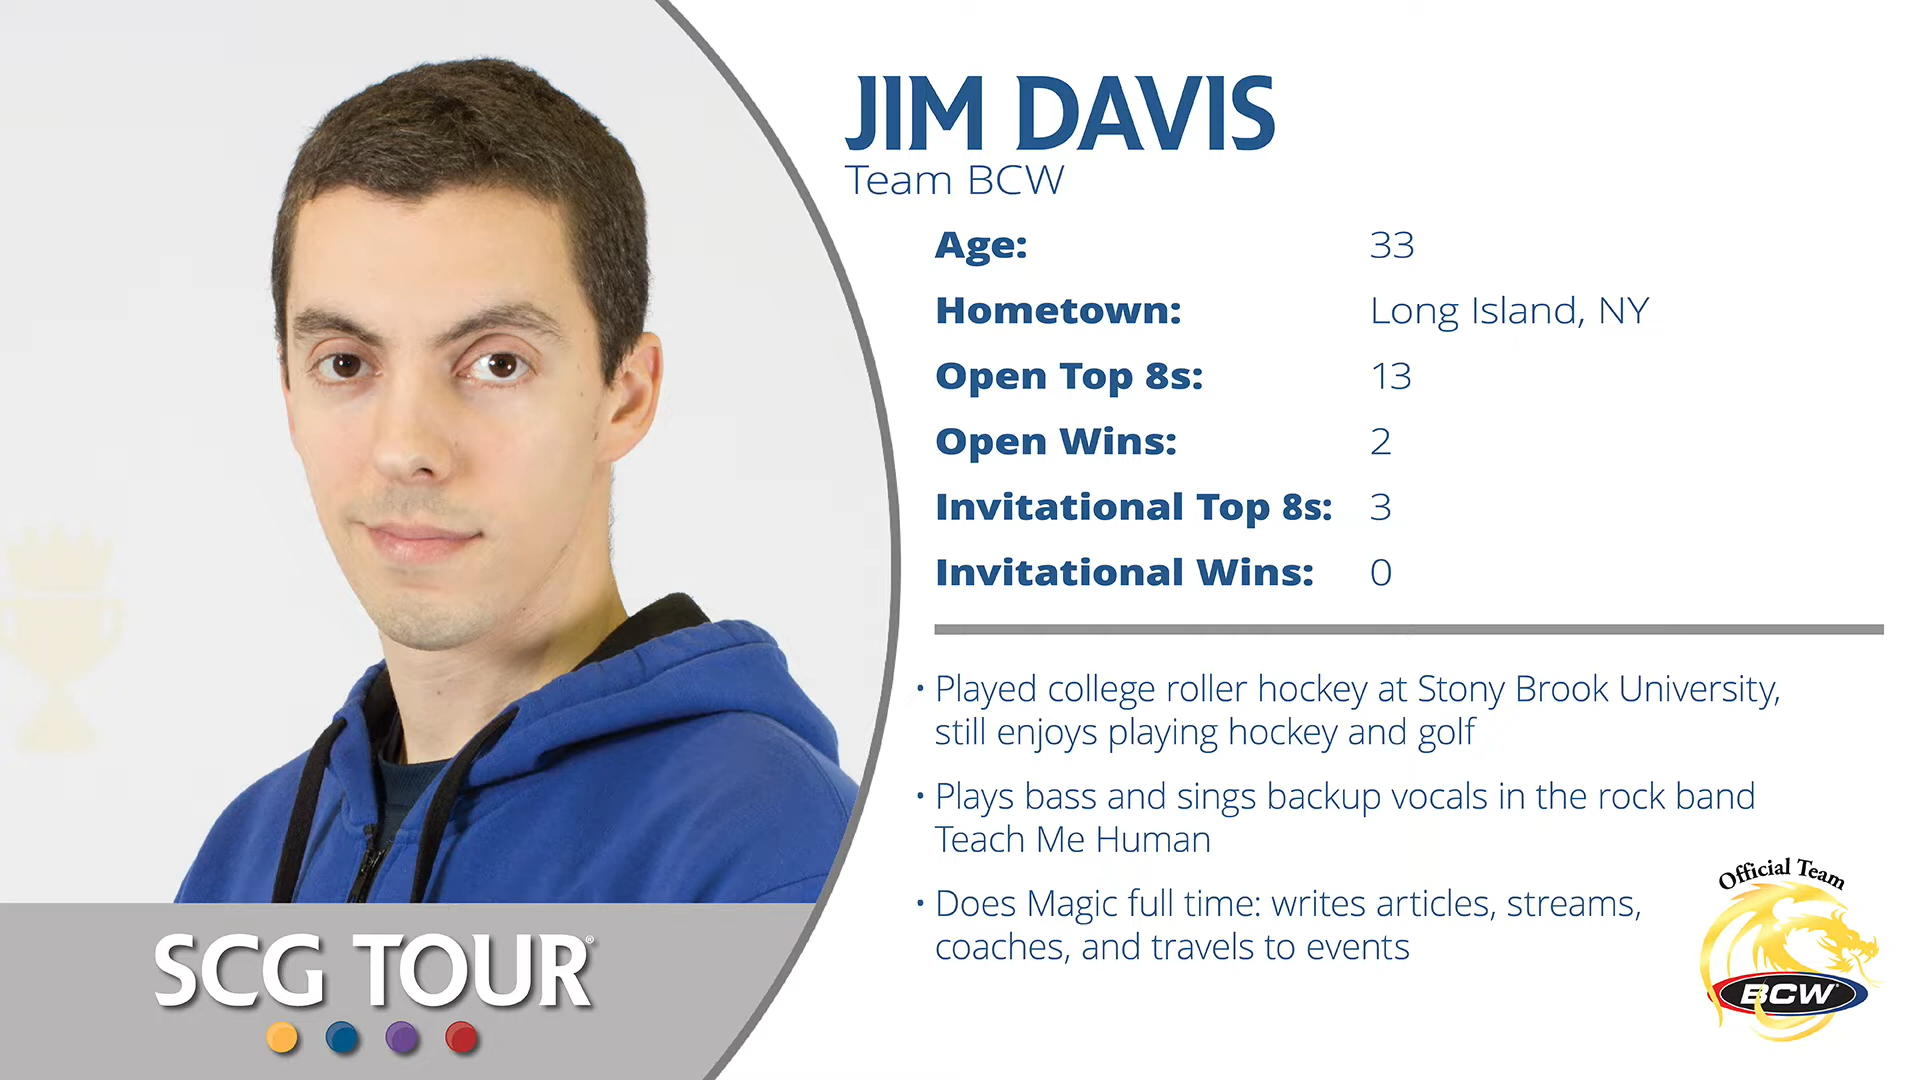 JIM DAVIS
Team BCW
Age: 33
Hometown: Long Island, NY
Open Top 8s: 13
Open Wins: 2
Invitational Top 8s: 3
Invitational Wins: 0
• Played college roller hockey at Stony Brook University,
still enjoys playing hockey and golf
• Plays bass and sings backup vocals in the rock band
Teach Me Human
• Does Magic full time: writes articles, streams,
coaches, and travels to events
Official Team
BCW
SCG TOUR®